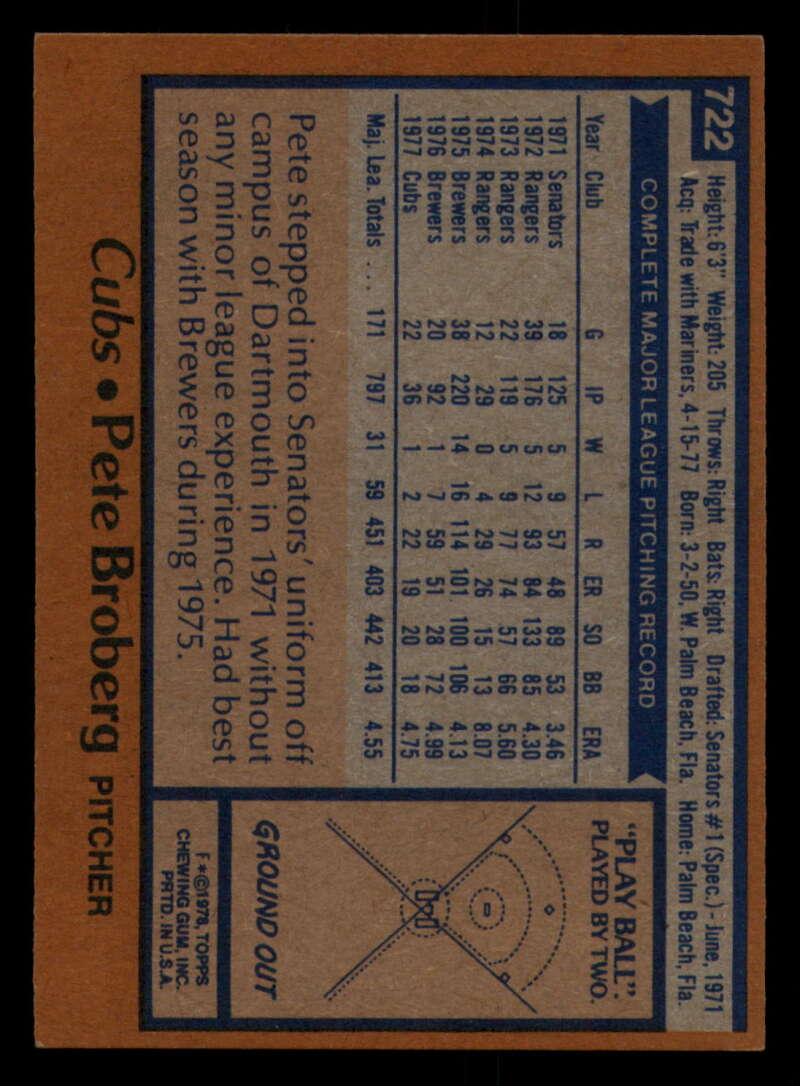 722
Height: 6'3" Weight: 205 Throws: Right Bats: Right Drafted: Senators #1 (Spec.) - June, 1971
Acq: Trade with Mariners, 4-15-77 Born: 3-2-50, W. Palm Beach, Fla. Home: Palm Beach, Fla.
COMPLETE MAJOR LEAGUE PITCHING RECORD
Year Club G IP W L R ER SO BB ERA
1971 Senators 18 125 5 9 57 48 89 53 3.46
1972 Rangers 39 176 5 12 93 84 133 85 4.30
1973 Rangers 22 119 5 9 77 74 57 66 5.60
1974 Rangers 12 29 0 4 29 26 15 13 8.07
1975 Brewers 38 220 14 16 114 101 100 106 4.13
1976 Brewers 20 92 1 7 59 51 28 72 4.99
1977 Cubs 22 36 1 2 22 19 20 18 4.75
Maj. Lea. Totals ... 171 797 31 59 451 403 442 413 4.55
Pete stepped into Senators' uniform off
campus of Dartmouth in 1971 without
any minor league experience. Had best
season with Brewers during 1975.
"PLAY BALL":
PLAYED BY TWO.
GROUND OUT
F*©1978, TOPPS
CHEWING GUM, INC.
PRTD. IN U.S.A.
Cubs • Pete Broberg PITCHER